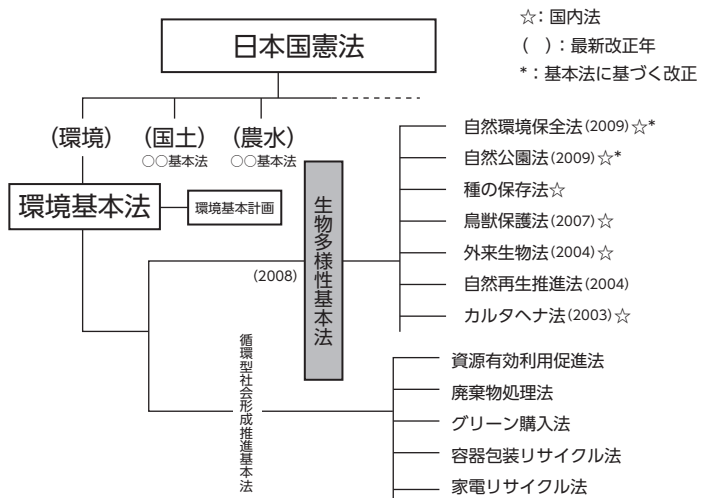 日本国憲法
☆：国内法
(　)：最新改正年
*：基本法に基づく改正
(環境)
(国土)
(農水)
○○基本法
○○基本法
環境基本法
環境基本計画
(2008)
生物多様性基本法
自然環境保全法(2009)☆*
自然公園法(2009)☆*
種の保存法☆
鳥獣保護法(2007)☆
外来生物法(2004)☆
自然再生推進法(2004)
カルタヘナ法(2003)☆
循環型社会形成推進基本法
資源有効利用促進法
廃棄物処理法
グリーン購入法
容器包装リサイクル法
家電リサイクル法